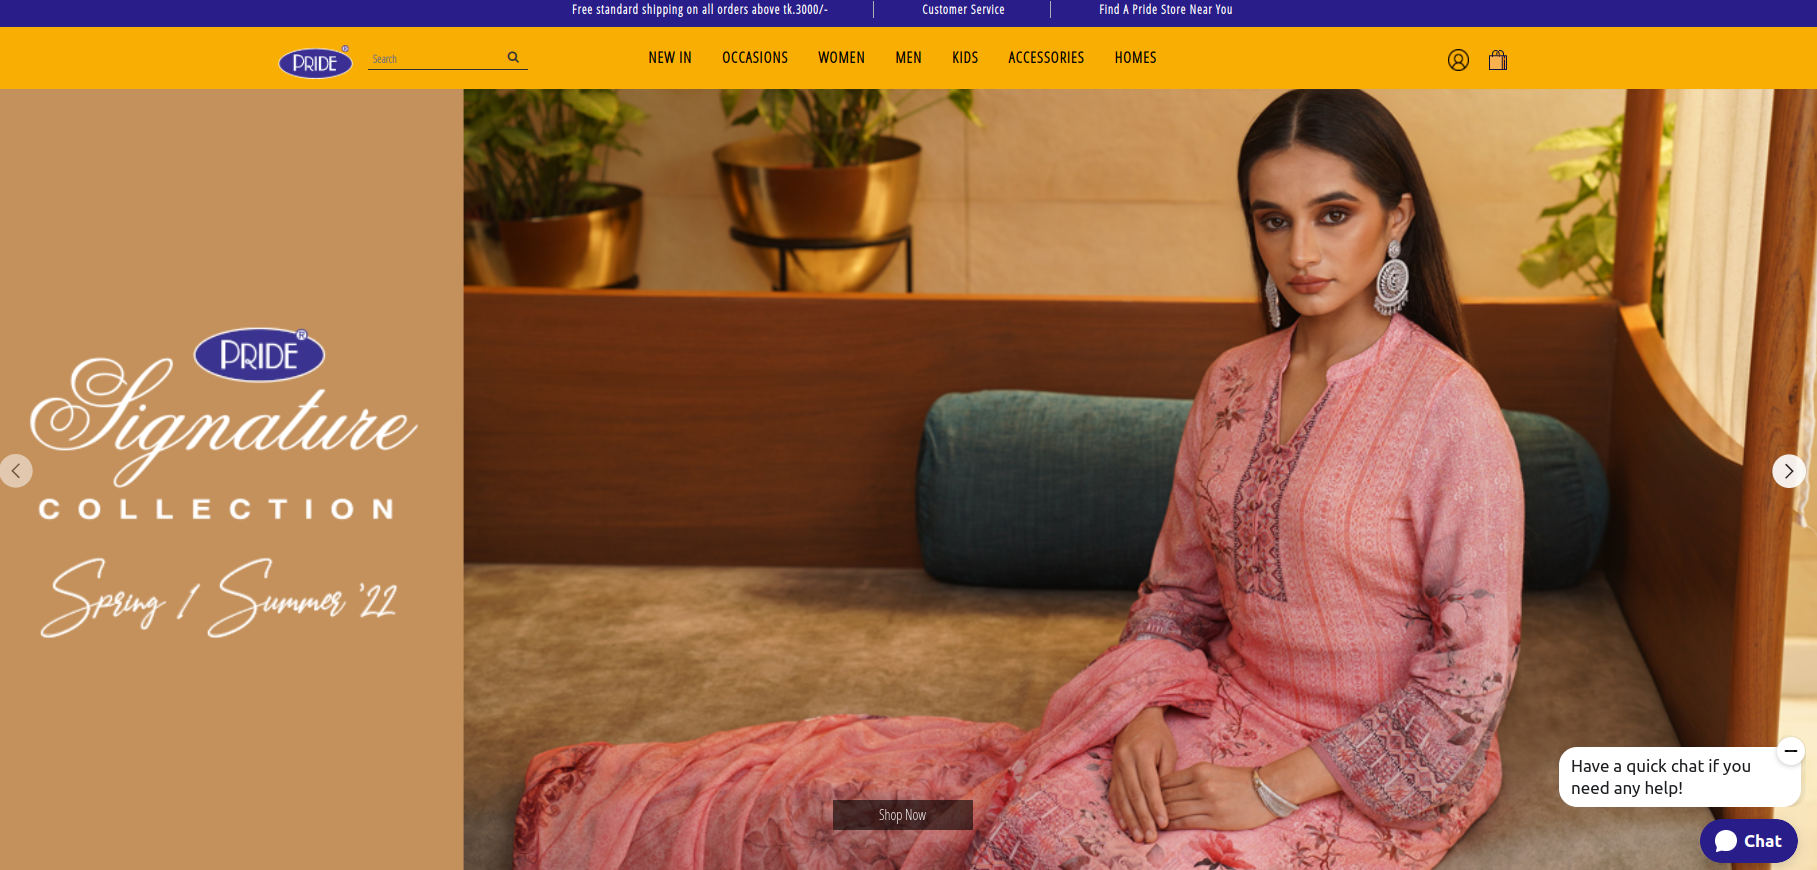 Free standard shipping on all orders above tk.3000/-
Customer Service
Find A Pride Store Near You
PRIDE ®
Search
NEW IN
OCCASIONS
WOMEN
MEN
KIDS
ACCESSORIES
HOMES
PRIDE ®
Signature
COLLECTION
Spring / Summer '22
Shop Now
Have a quick chat if you
need any help!
Chat